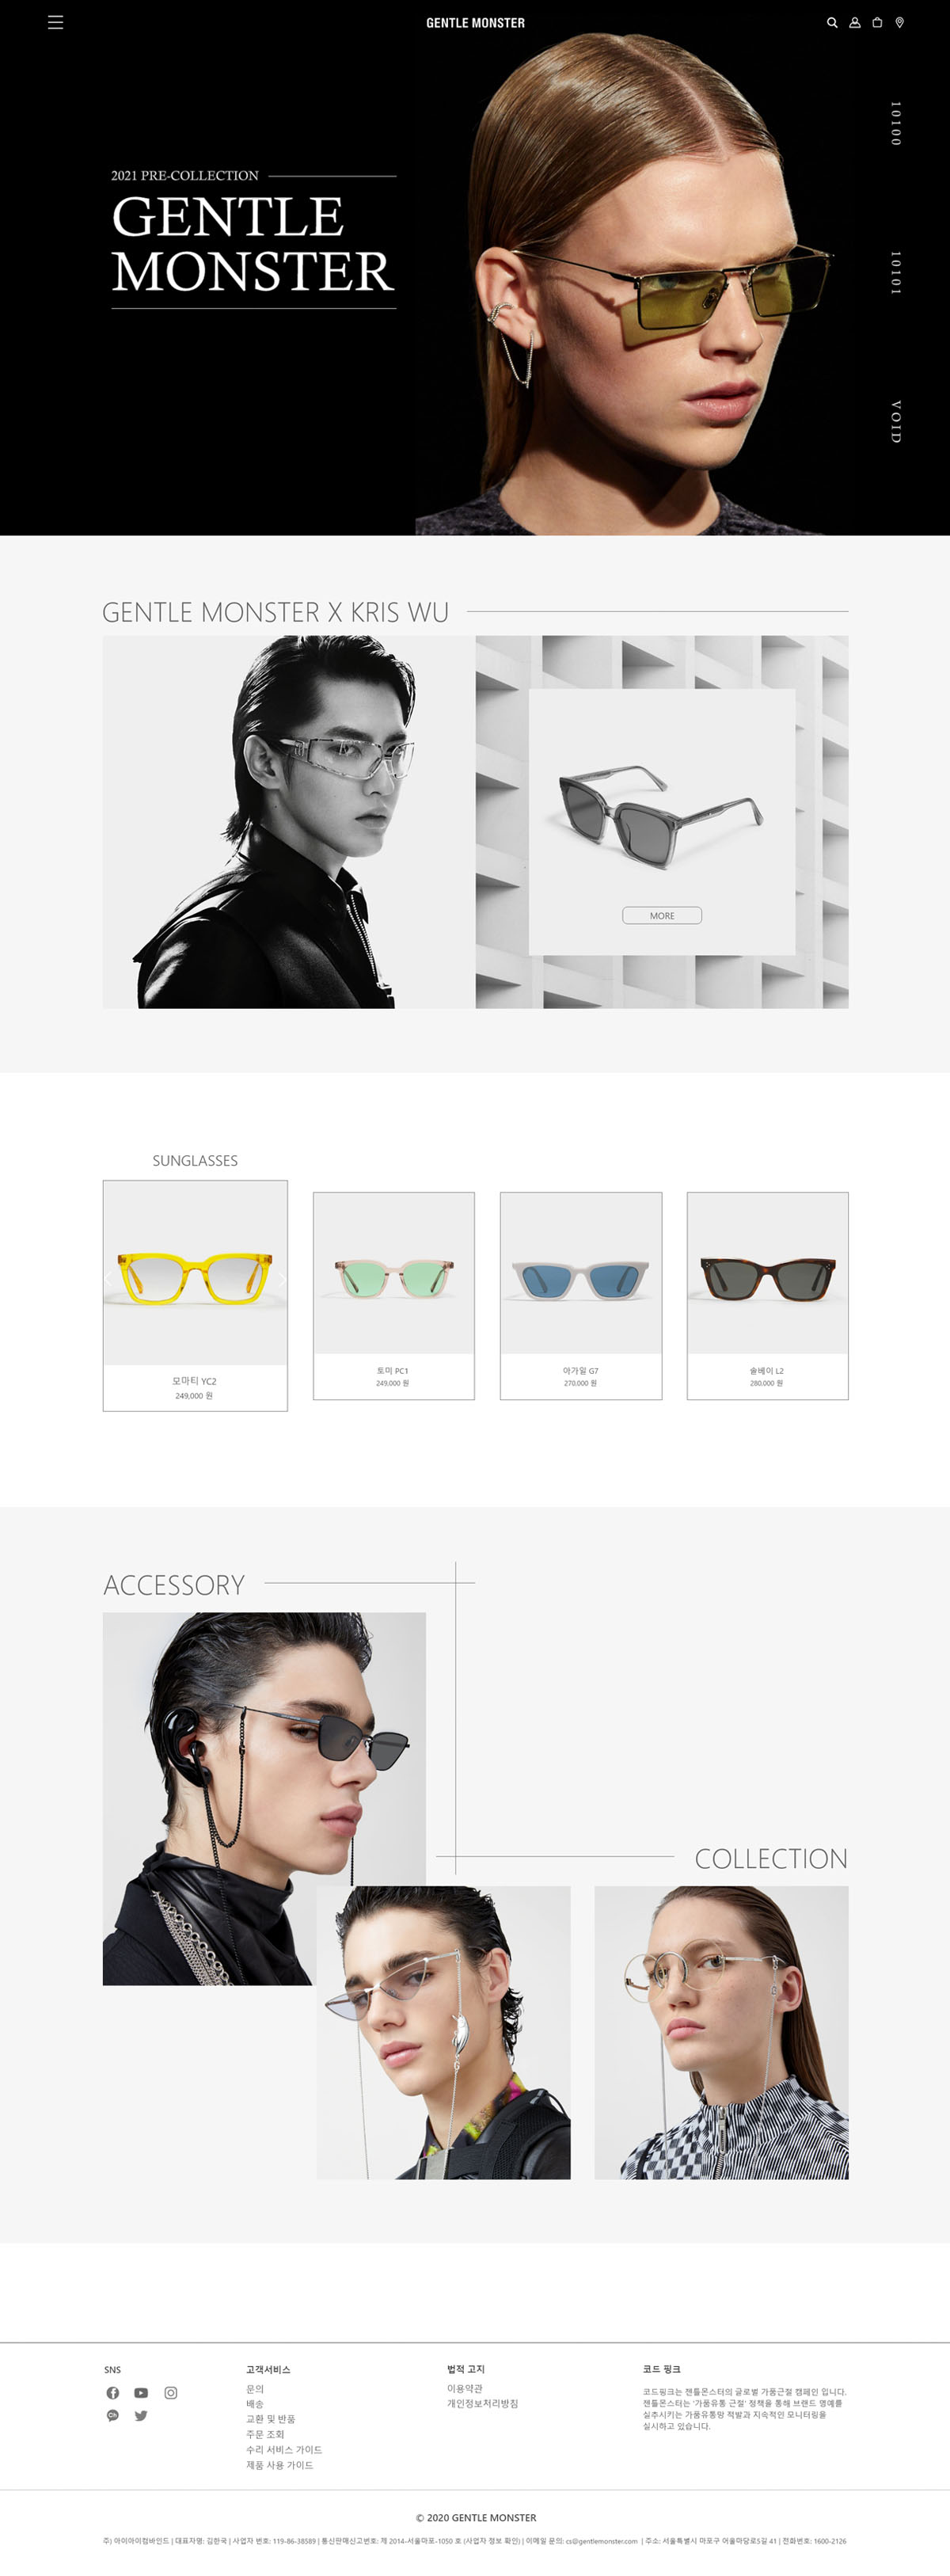 GENTLE MONSTER
10100
2021 PRE-COLLECTION
GENTLE
MONSTER
10101
VOID
GENTLE MONSTER X KRIS WU
MORE
SUNGLASSES
모마티 YC2
249,000 원
토미 PC1
249,000 원
아가일 G7
270,000 원
솔베이 L2
280,000 원
ACCESSORY
COLLECTION
SNS
고객서비스
문의
배송
교환 및 반품
주문 조회
수리 서비스 가이드
제품 사용 가이드
법적 고지
이용약관
개인정보처리방침
코드 핑크
코드핑크는 젠틀몬스터의 글로벌 가품근절 캠페인 입니다.
젠틀몬스터는 '가품유통 근절' 정책을 통해 브랜드 명예를
실추시키는 가품유통망 적발과 지속적인 모니터링을
실시하고 있습니다.
© 2020 GENTLE MONSTER
주) 아이아이컴바인드 | 대표자명: 김한국 | 사업자 번호: 119-86-38589 | 통신판매신고번호: 제 2014-서울마포-1050 호 (사업자 정보 확인) | 이메일 문의: cs@gentlemonster.com | 주소: 서울특별시 마포구 어울마당로5길 41 | 전화번호: 1600-2126